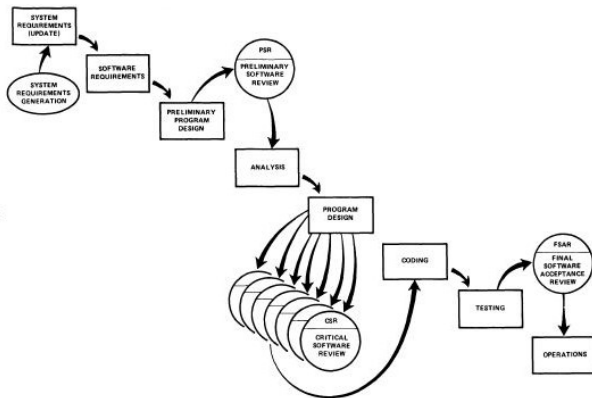 SYSTEM
REQUIREMENTS
(UPDATE)
SYSTEM
REQUIREMENTS
GENERATION
SOFTWARE
REQUIREMENTS
PRELIMINARY
PROGRAM
DESIGN
PSR
PRELIMINARY
SOFTWARE
REVIEW
ANALYSIS
PROGRAM
DESIGN
CSR
CRITICAL
SOFTWARE
REVIEW
CODING
TESTING
FSAR
FINAL
SOFTWARE
ACCEPTANCE
REVIEW
OPERATIONS